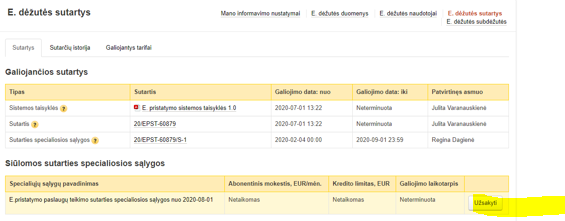 E. dėžutės sutartys
Mano informavimo nustatymai E. dėžutės duomenys E. dėžutės naudotojai E. dėžutės sutartys
E. dėžutės subdėžutės
Sutartys Sutarčių istorija Galiojantys tarifai
Galiojančios sutartys
Tipas Sutartis Galiojimo data: nuo Galiojimo data: iki Patvirtinęs asmuo
Sistemos taisyklės ? E. pristatymo sistemos taisyklės 1.0 2020-07-01 13.22 Neterminuota Julita Varanauskienė
Sutartis ? 20/EPST-60879 2020-07-01 13.22 Neterminuota Julita Varanauskienė
Sutarties specialiosios sąlygos ? 20/EPST-60879/S-1 2020-02-04 00.00 2020-09-01 23:59 Regina Dagienė
Siūlomos sutarties specialiosios sąlygos
Specialiųjų sąlygų pavadinimas Abonentinis mokestis, EUR/mėn. Kredito limitas, EUR Galiojimo laikotarpis
E.pristatymo paslaugų teikimo sutarties specialiosios sąlygos nuo 2020-08-01 Netaikomas Netaikomas Neterminuota Užsakyti